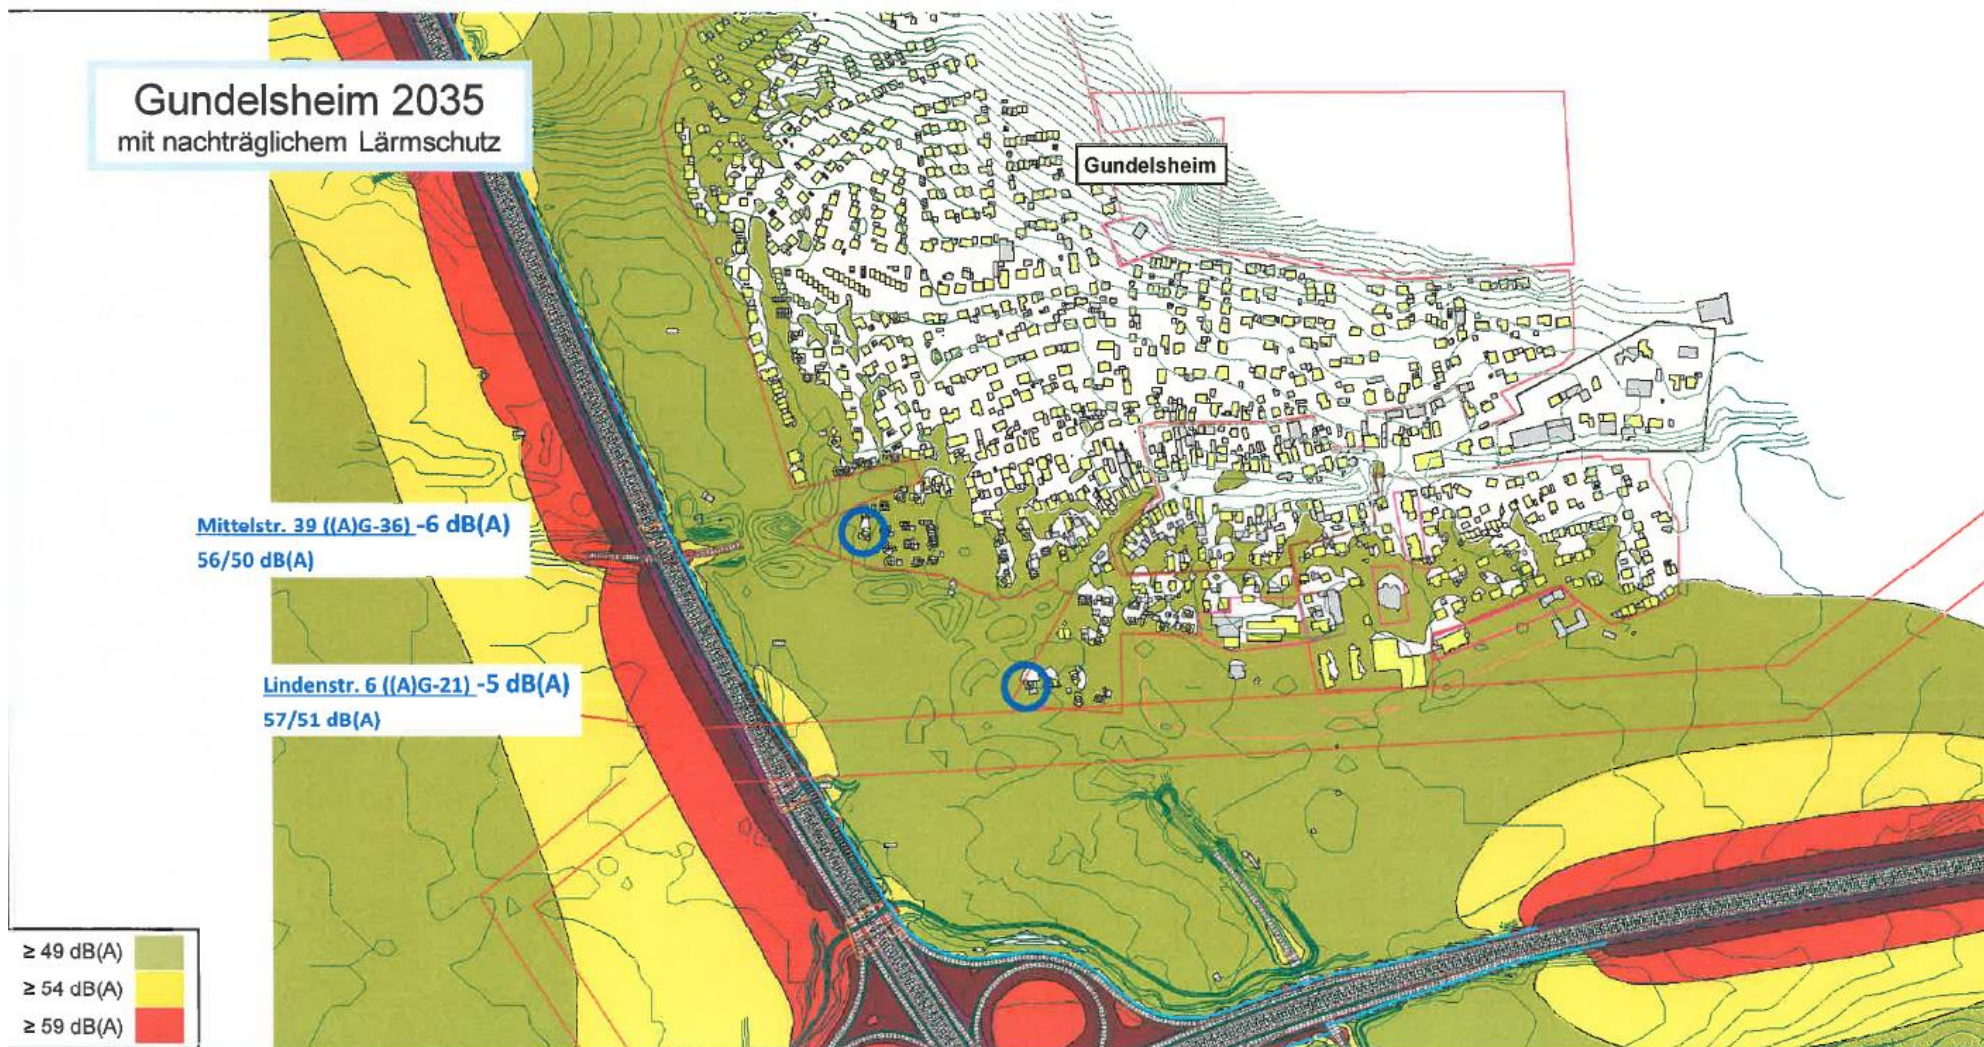 Gundelsheim 2035
mit nachträglichem Lärmschutz
Gundelsheim
Mittelstr. 39 ((A)G-36) -6 dB(A)
56/50 dB(A)
Lindenstr. 6 ((A)G-21) -5 dB(A)
57/51 dB(A)
≥ 49 dB(A)
≥ 54 dB(A)
≥ 59 dB(A)